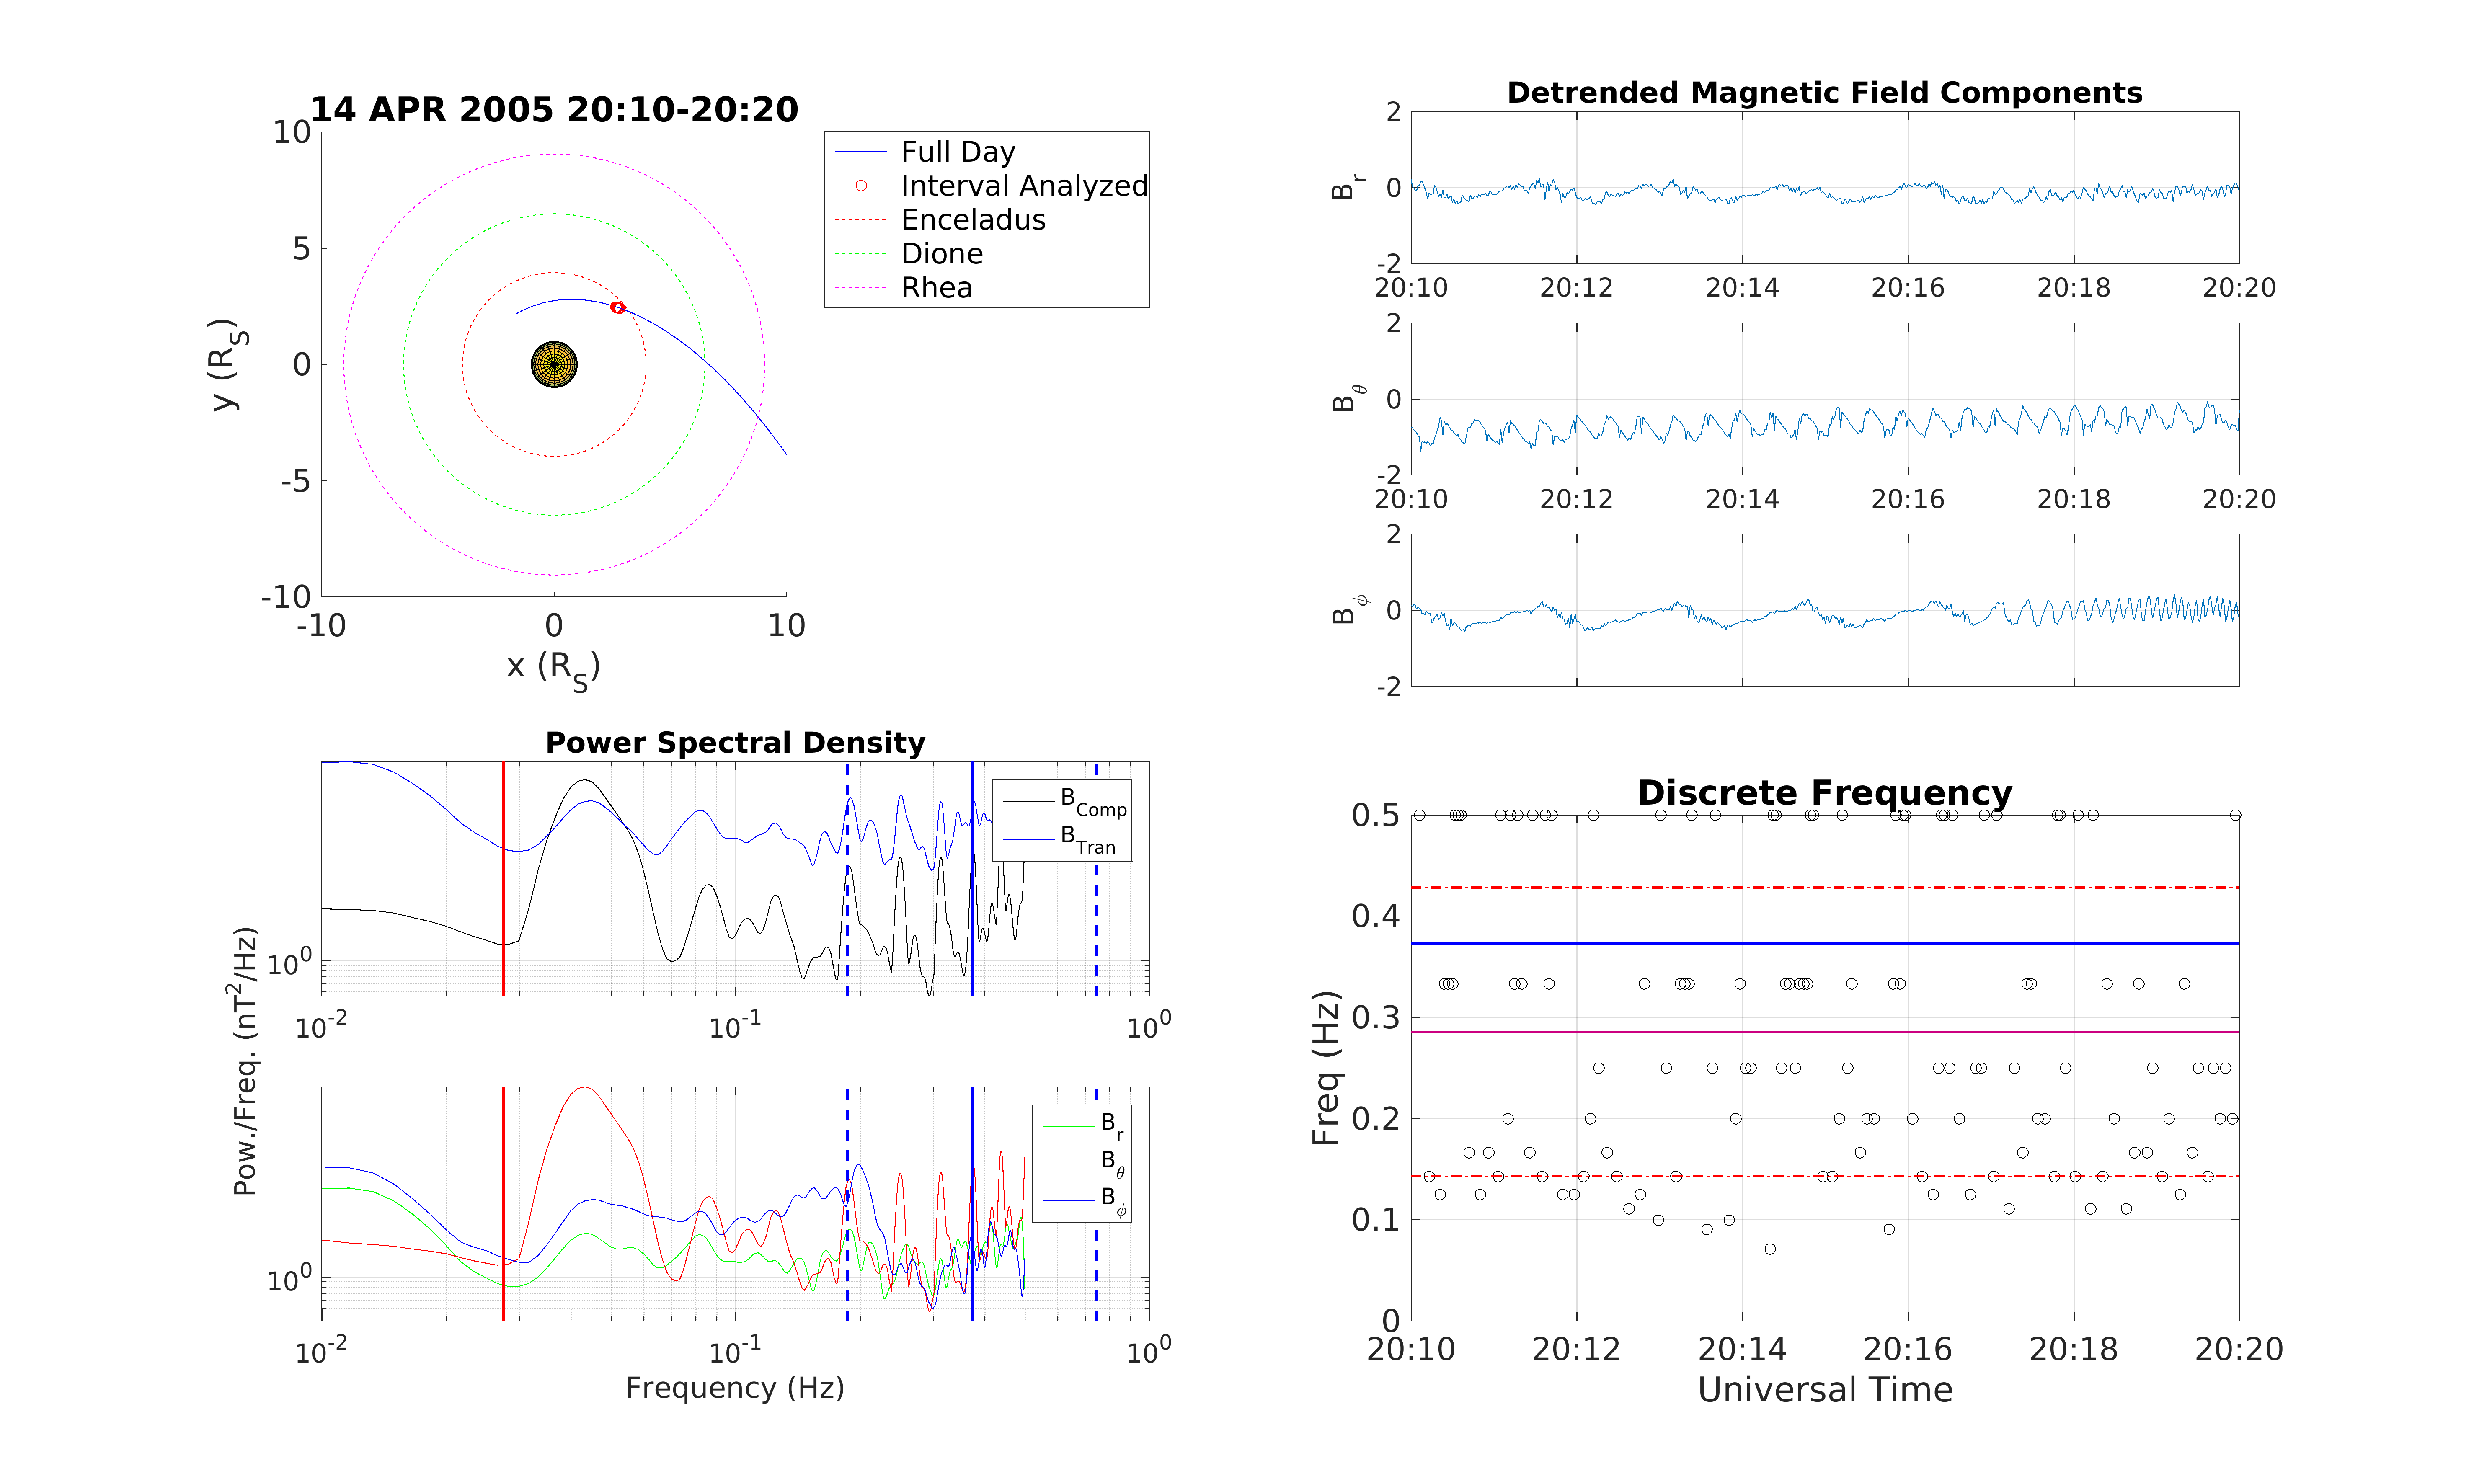 14 APR 2005 20:10-20:20
10
5
0
-5
-10
y (R_S)
-10 0 10
x (R_S)
Full Day
Interval Analyzed
Enceladus
Dione
Rhea
Detrended Magnetic Field Components
2
0
-2
B_r
20:10 20:12 20:14 20:16 20:18 20:20
2
0
-2
B_θ
20:10 20:12 20:14 20:16 20:18 20:20
2
0
-2
B_ϕ
Power Spectral Density
B_Comp
B_Tran
10^0
10^-2 10^-1 10^0
Pow./Freq. (nT^2/Hz)
B_r
B_θ
B_ϕ
10^0
10^-2 10^-1 10^0
Frequency (Hz)
Discrete Frequency
0.5
0.4
0.3
0.2
0.1
0
Freq (Hz)
20:10 20:12 20:14 20:16 20:18 20:20
Universal Time